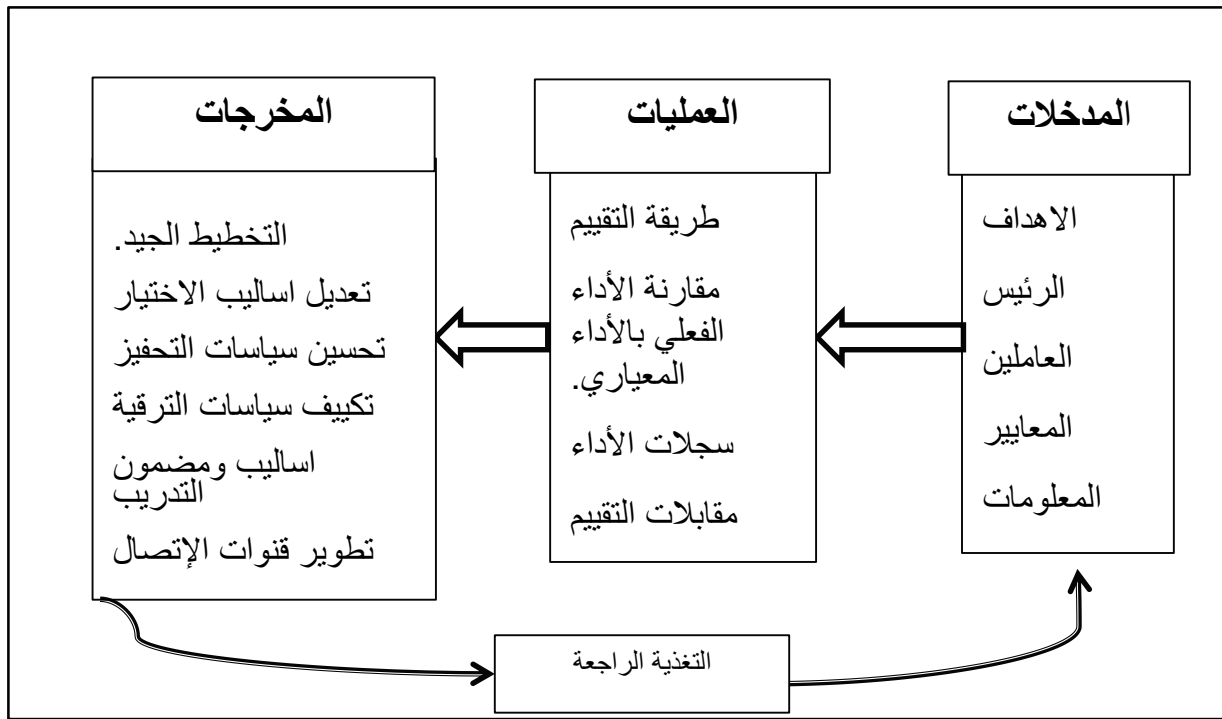 المدخلات
الاهداف
الرئيس
العاملين
المعايير
المعلومات
العمليات
طريقة التقييم
مقارنة الأداء
الفعلي بالأداء
المعياري.
سجلات الأداء
مقابلات التقييم
المخرجات
التخطيط الجيد.
تعديل اساليب الاختيار
تحسين سياسات التحفيز
تكييف سياسات الترقية
اساليب ومضمون
التدريب
تطوير قنوات الإتصال
التغذية الراجعة